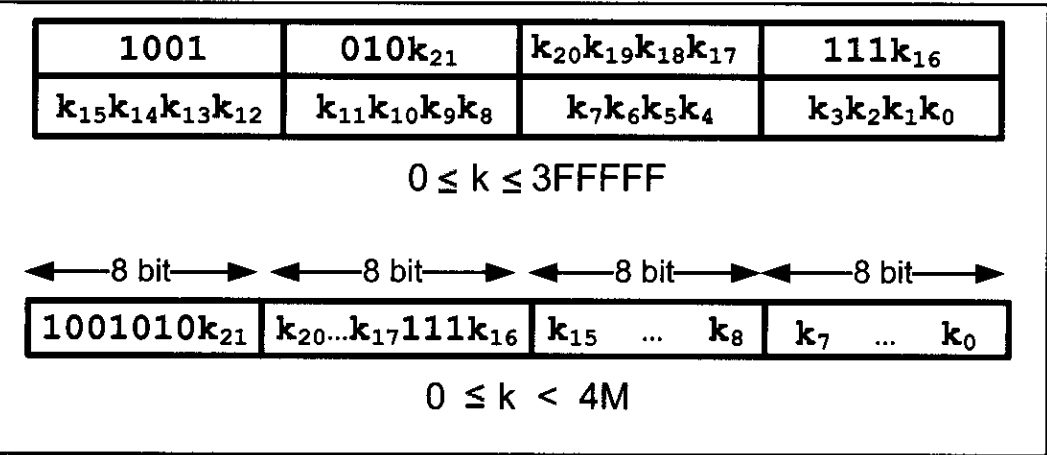 1001 010k₂₁ k₂₀k₁₉k₁₈k₁₇ 111k₁₆
k₁₅k₁₄k₁₃k₁₂ k₁₁k₁₀k₉k₈ k₇k₆k₅k₄ k₃k₂k₁k₀
0 ≤ k ≤ 3FFFFF
8 bit 8 bit 8 bit 8 bit
1001010k₂₁ k₂₀...k₁₇111k₁₆ k₁₅ ... k₈ k₇ ... k₀
0 ≤ k < 4M